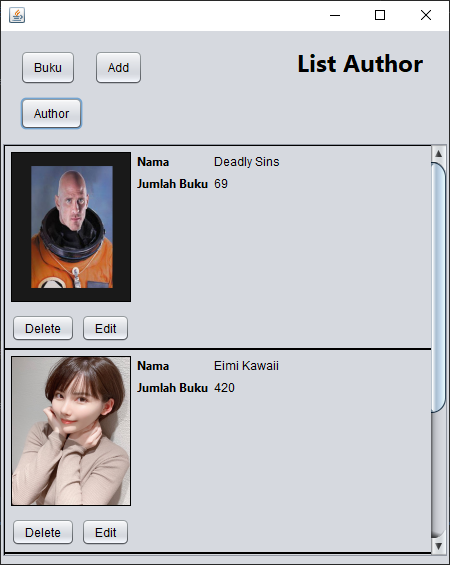 List Author
Buku Add
Author
Nama Deadly Sins
Jumlah Buku 69
Delete Edit
Nama Eimi Kawaii
Jumlah Buku 420
Delete Edit